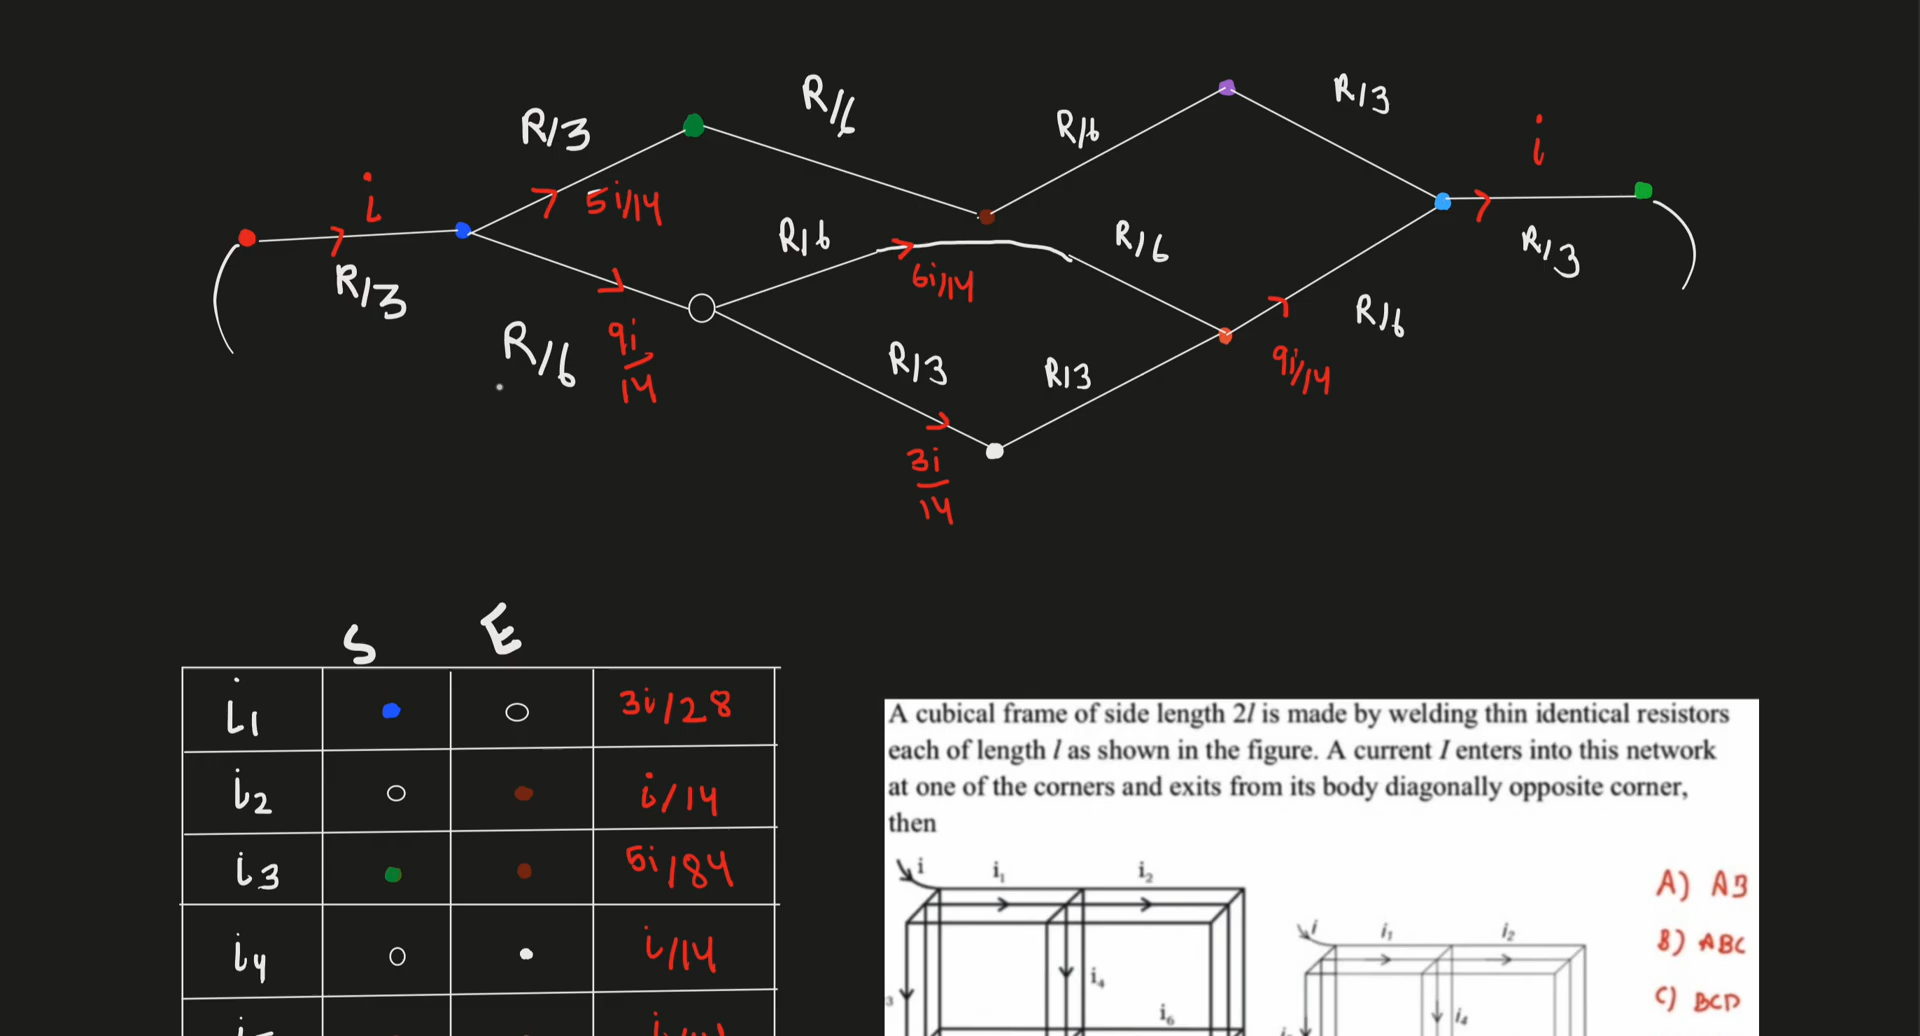 R/6
R/3
R/3
R/6
i
i
5i/14
R/6
R/6
R/3
R/3
6i/14
R/6
R/6
9i/14
R/3
R/3
9i/14
3i/14
S E
i1 3i/28
i2 i/14
i3 5i/84
i4 i/14
A cubical frame of side length 2l is made by welding thin identical resistors
each of length l as shown in the figure. A current I enters into this network
at one of the corners and exits from its body diagonally opposite corner,
then
i i₁ i₂
i₄
3
i₆
i i₁ i₂
i₄
A) AB
B) ABC
C) BCD